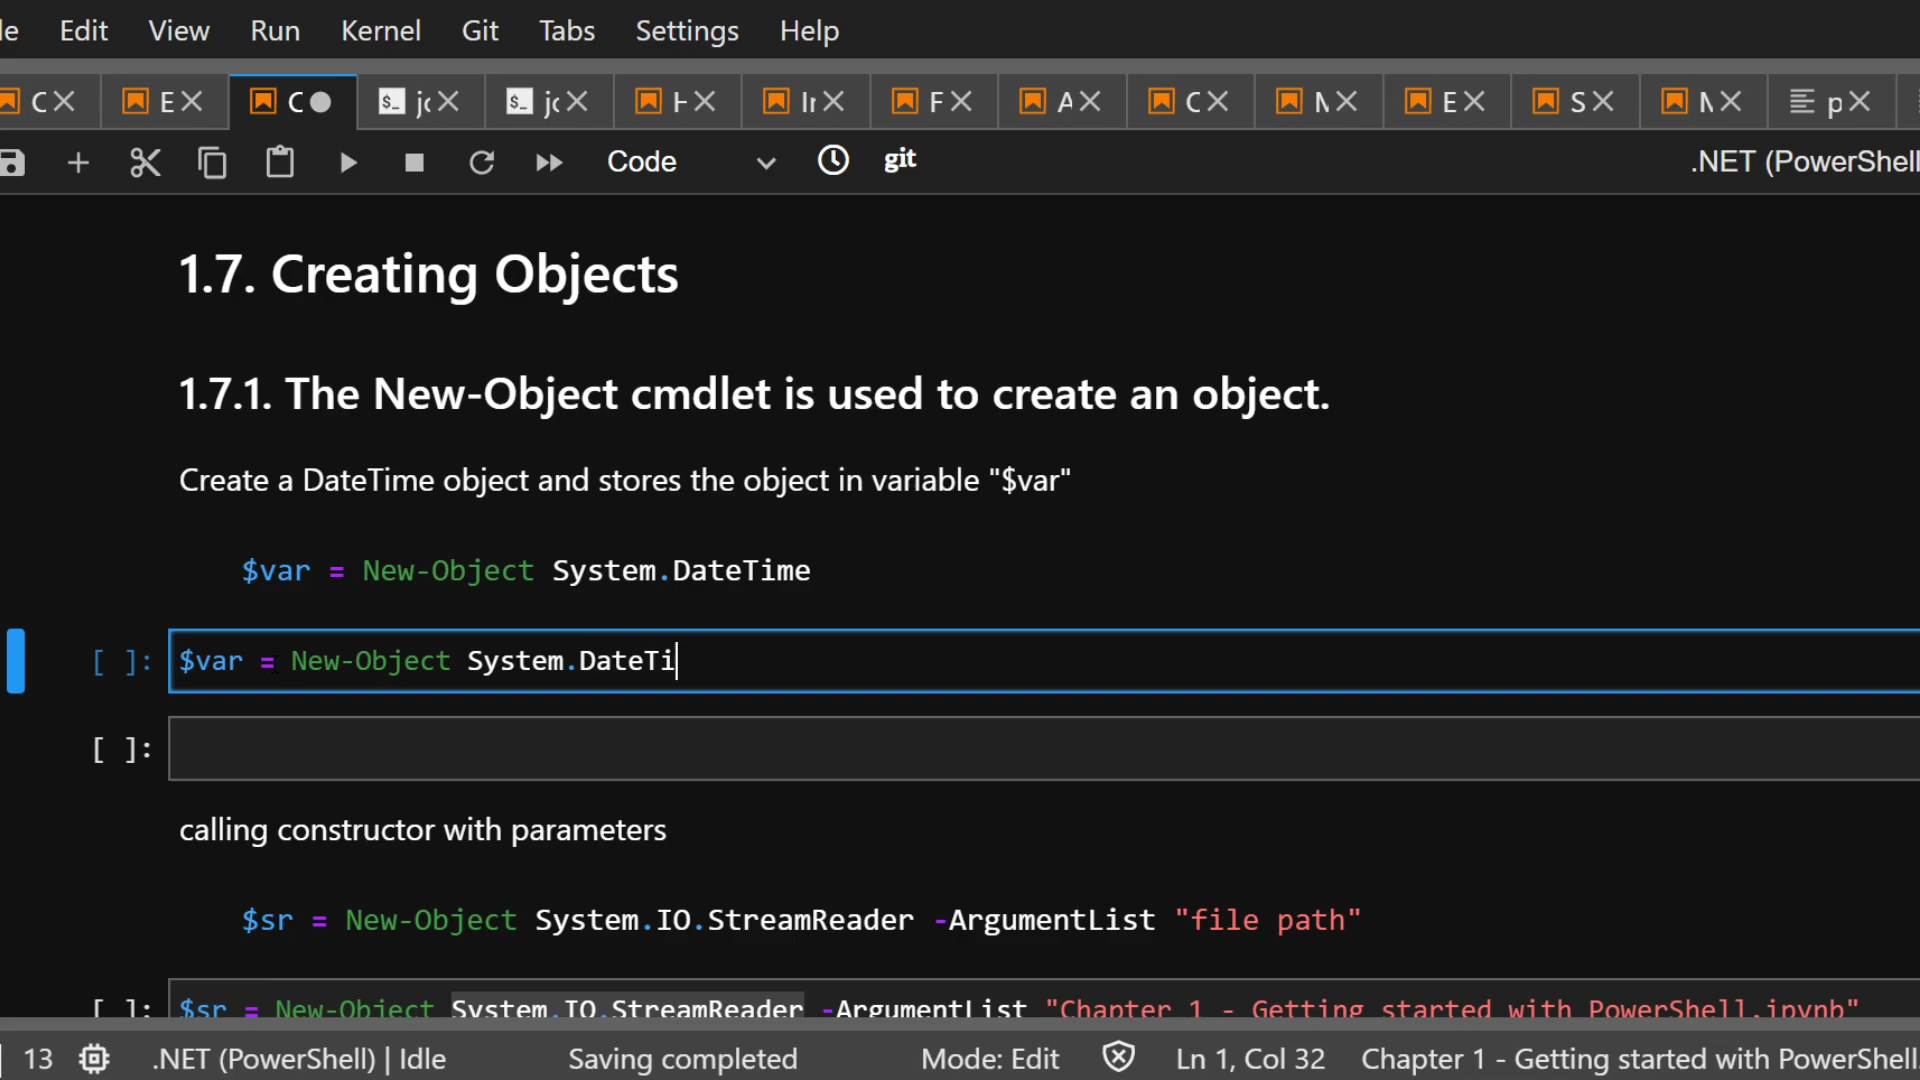 le Edit View Run Kernel Git Tabs Settings Help
C E C jc jc H Ir F A C N E S N p
Code git .NET (PowerShell
1.7. Creating Objects
1.7.1. The New-Object cmdlet is used to create an object.
Create a DateTime object and stores the object in variable "$var"
$var = New-Object System.DateTime
[ ]: $var = New-Object System.DateTi
[ ]:
calling constructor with parameters
$sr = New-Object System.IO.StreamReader -ArgumentList "file path"
[ ]: $sr = New-Object System.IO.StreamReader -ArgumentList "Chapter 1 - Getting started with PowerShell.ipynb"
13 .NET (PowerShell) | Idle Saving completed Mode: Edit Ln 1, Col 32 Chapter 1 - Getting started with PowerShell